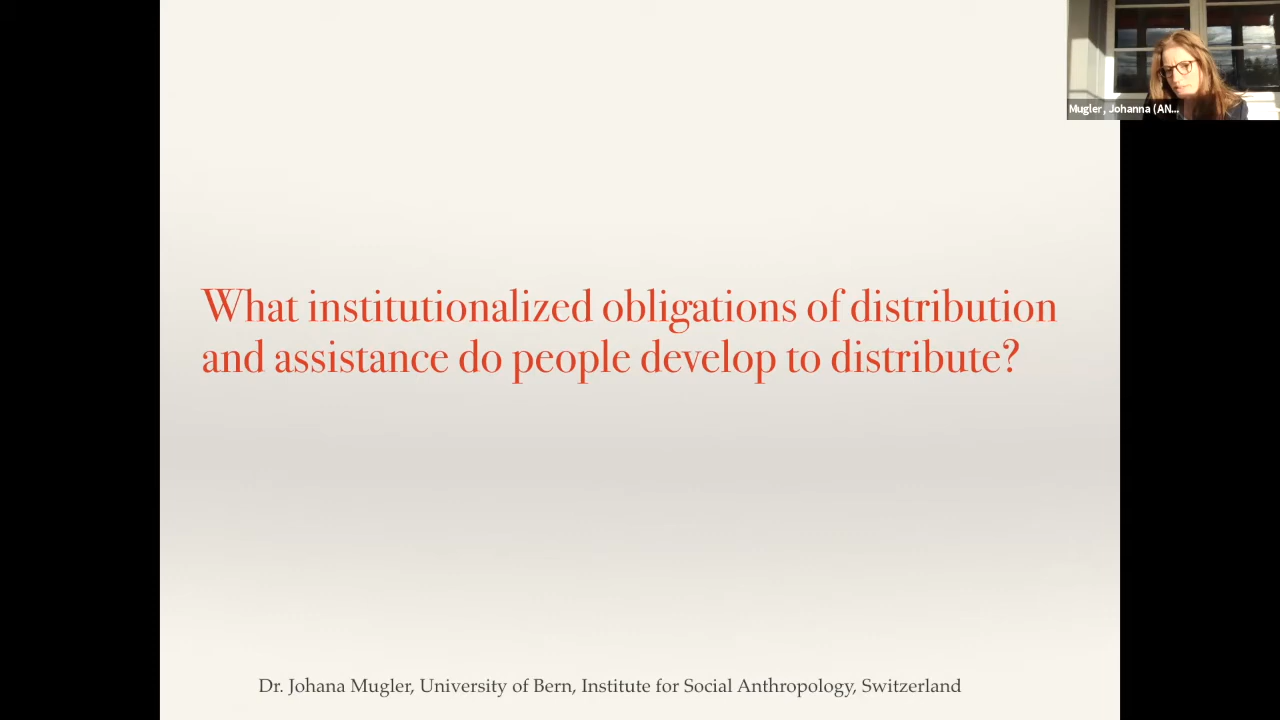 Mugler, Johanna (AN...
What institutionalized obligations of distribution
and assistance do people develop to distribute?
Dr. Johana Mugler, University of Bern, Institute for Social Anthropology, Switzerland